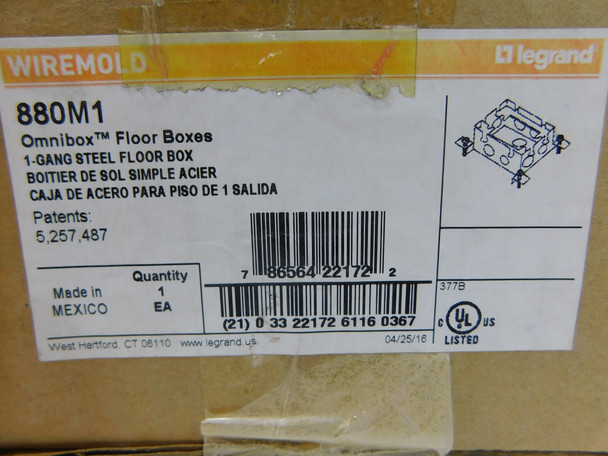 WIREMOLD
legrand
880M1
Omnibox™ Floor Boxes
1-GANG STEEL FLOOR BOX
BOITIER DE SOL SIMPLE ACIER
CAJA DE ACERO PARA PISO DE 1 SALIDA
Patents:
5,257,487
Made in
MEXICO
Quantity
1
EA
7 86564 22172 2
(21) 0 33 22172 6116 0367
377B
C UL US
LISTED
West Hartford, CT 06110 www.legrand.us
04/25/16